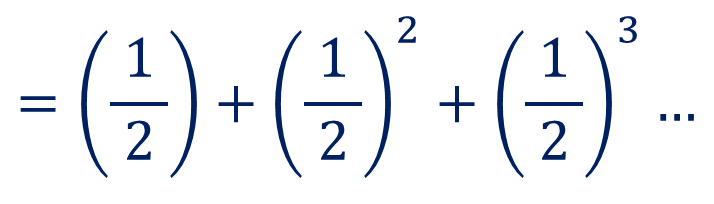 = (1/2) + (1/2)² + (1/2)³ ...